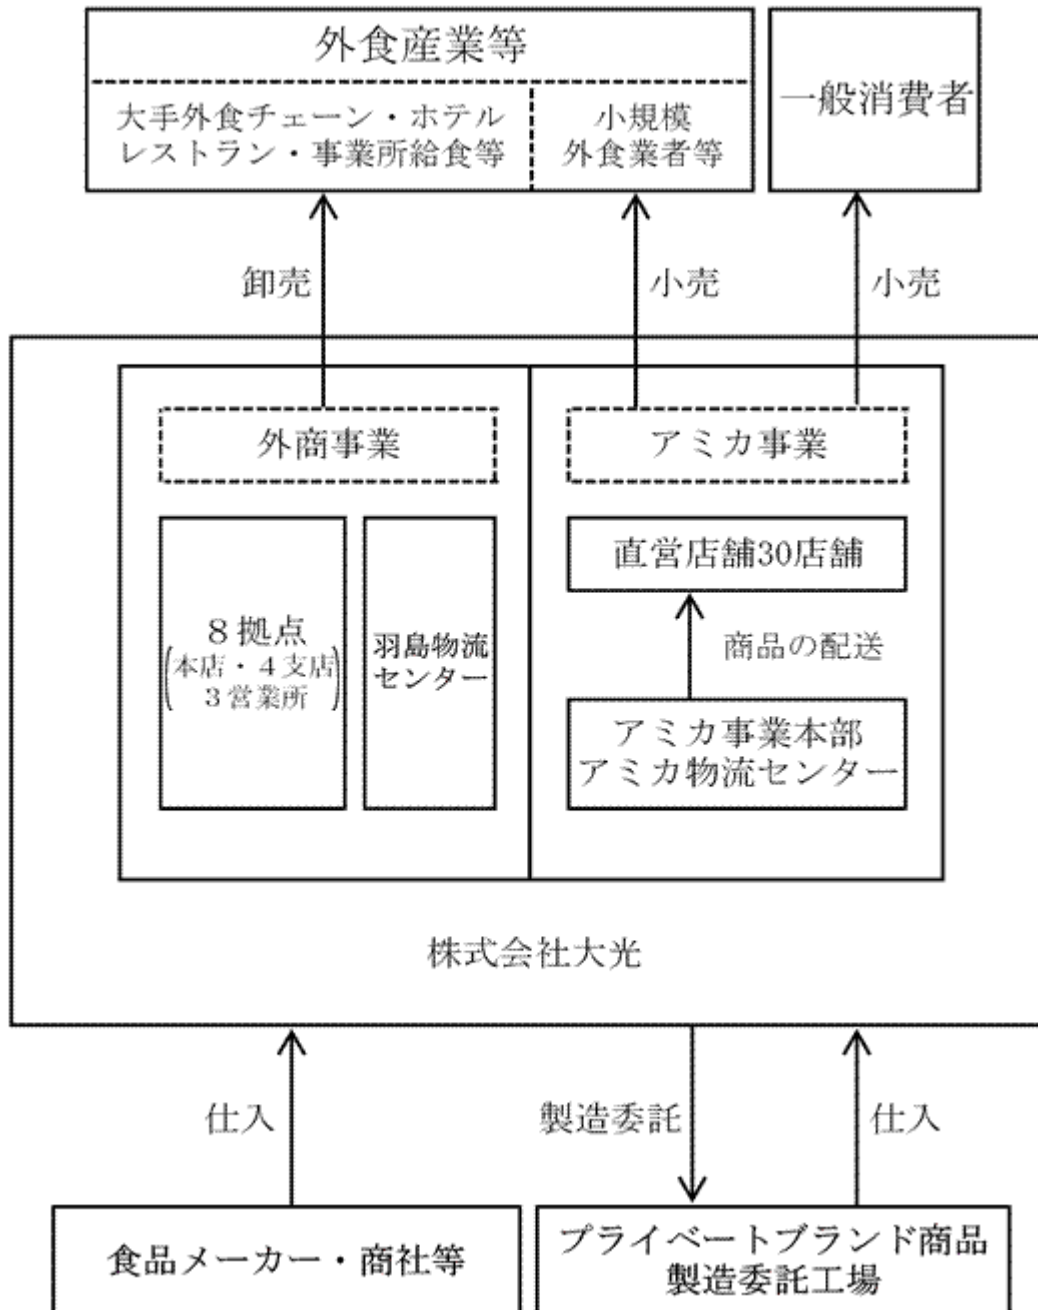 外食産業等
大手外食チェーン・ホテル
レストラン・事業所給食等
小規模
外食業者等
一般消費者
卸売
小売
小売
外商事業
アミカ事業
8拠点
(本店・4支店
3営業所)
羽島物流
センター
直営店舗30店舗
商品の配送
アミカ事業本部
アミカ物流センター
株式会社大光
仕入
製造委託
仕入
食品メーカー・商社等
プライベートブランド商品
製造委託工場